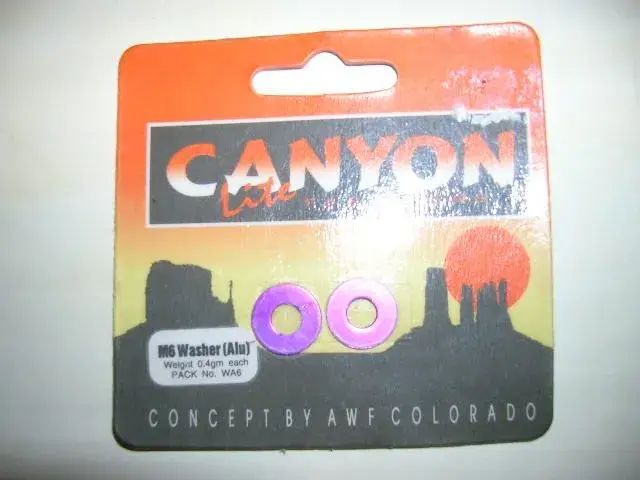 CANYON
Lite
M6 Washer (Alu)
Weight 0.4gm each
PACK No. WA6
CONCEPT BY AWF COLORADO